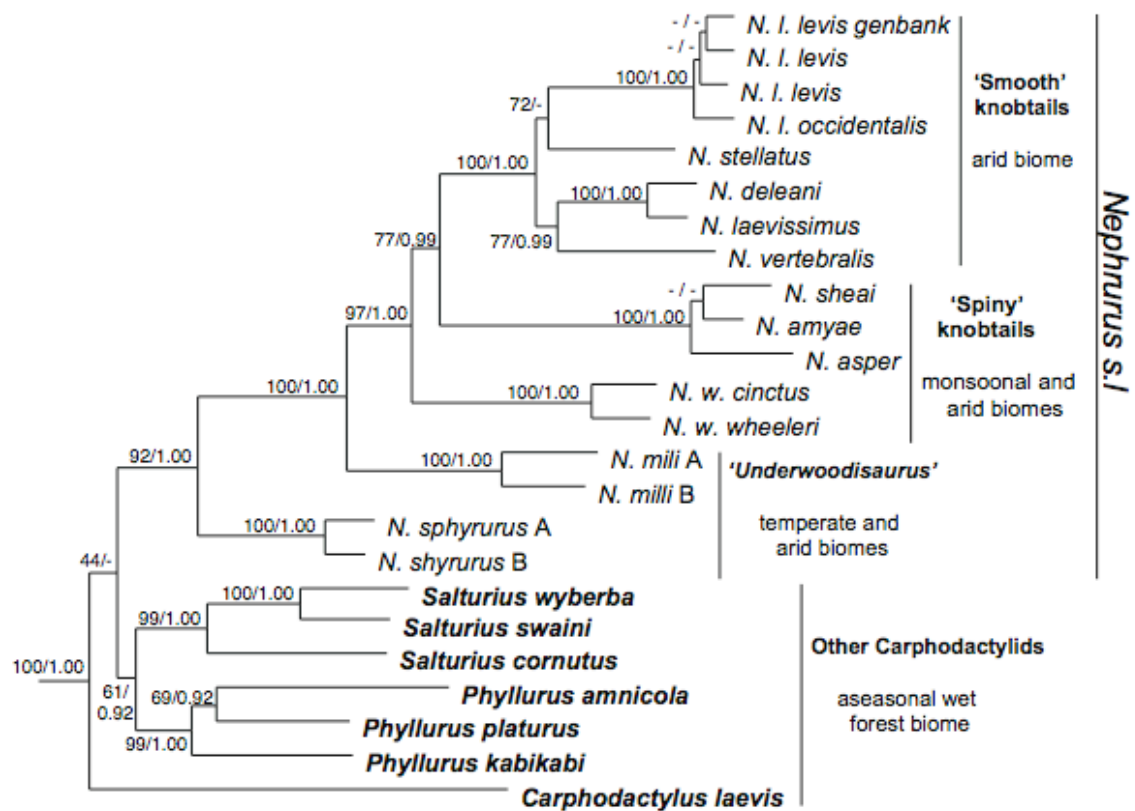 - / -
N. l. levis genbank
- / -
N. l. levis
100/1.00
N. l. levis
'Smooth'
knobtails
72/-
N. l. occidentalis
100/1.00
N. stellatus
arid biome
100/1.00
N. deleani
N. laevissimus
77/0.99
77/0.99
N. vertebralis
Nephrurus s.l
- / -
N. sheai
'Spiny'
knobtails
97/1.00
100/1.00
N. amyae
N. asper
monsoonal and
arid biomes
100/1.00
100/1.00
N. w. cinctus
N. w. wheeleri
92/1.00
100/1.00
N. mili A
'Underwoodisaurus'
N. milli B
100/1.00
N. sphyrurus A
temperate and
arid biomes
44/-
N. shyrurus B
100/1.00
Salturius wyberba
99/1.00
Salturius swaini
Other Carphodactylids
100/1.00
Salturius cornutus
61/
0.92
69/0.92
Phyllurus amnicola
aseasonal wet
forest biome
Phyllurus platurus
99/1.00
Phyllurus kabikabi
Carphodactylus laevis